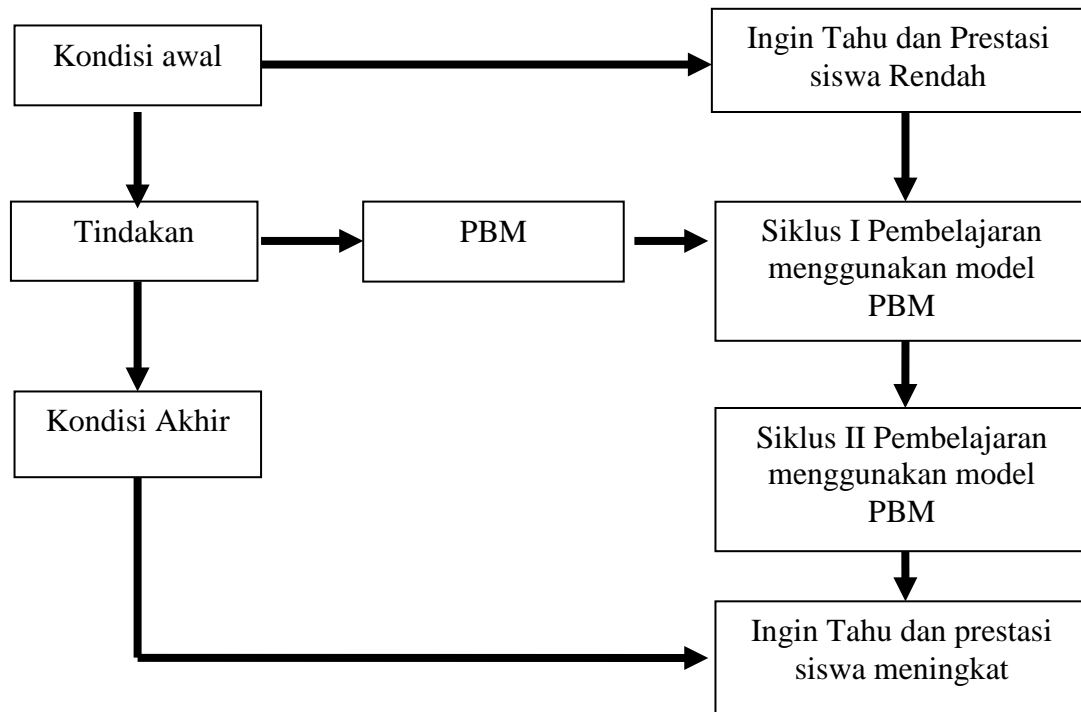 Kondisi awal
Ingin Tahu dan Prestasi
siswa Rendah
Tindakan
PBM
Siklus I Pembelajaran
menggunakan model
PBM
Kondisi Akhir
Siklus II Pembelajaran
menggunakan model
PBM
Ingin Tahu dan prestasi
siswa meningkat